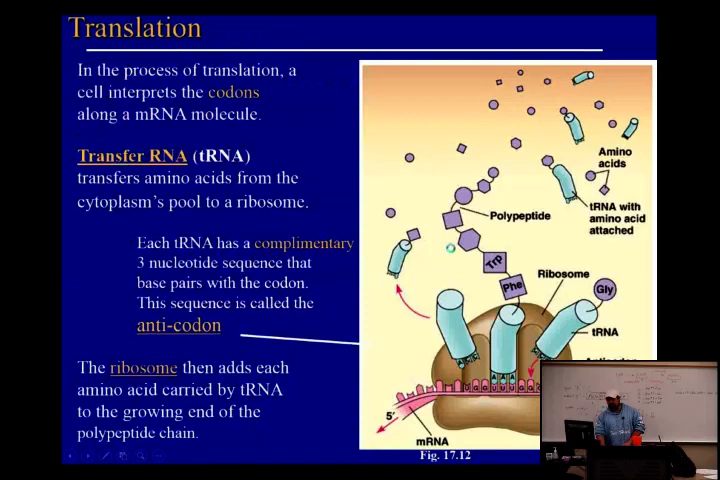 Translation
In the process of translation, a
cell interprets the codons
along a mRNA molecule.
Transfer RNA (tRNA)
transfers amino acids from the
cytoplasm's pool to a ribosome.
Each tRNA has a complimentary
3 nucleotide sequence that
base pairs with the codon.
This sequence is called the
anti-codon
The ribosome then adds each
amino acid carried by tRNA
to the growing end of the
polypeptide chain.
Amino
acids
tRNA with
amino acid
attached
Polypeptide
Trp
Phe
Ribosome
Gly
tRNA
5'
mRNA
Fig. 17.12